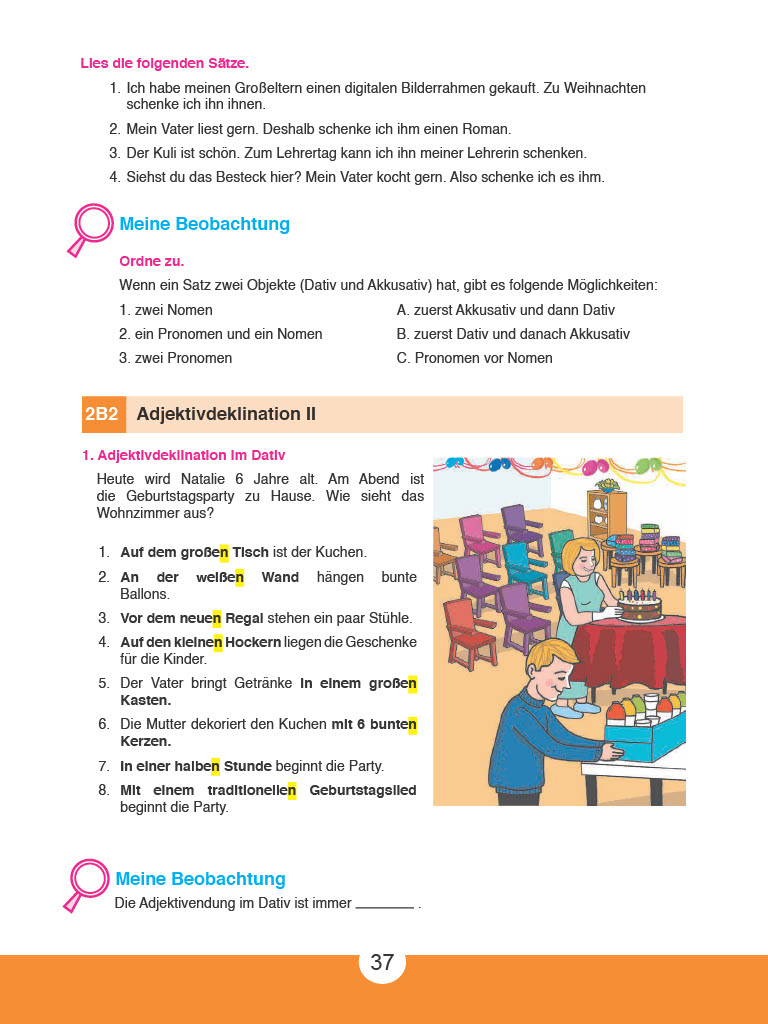 Lies die folgenden Sätze.
1. Ich habe meinen Großeltern einen digitalen Bilderrahmen gekauft. Zu Weihnachten
schenke ich ihn ihnen.
2. Mein Vater liest gern. Deshalb schenke ich ihm einen Roman.
3. Der Kuli ist schön. Zum Lehrertag kann ich ihn meiner Lehrerin schenken.
4. Siehst du das Besteck hier? Mein Vater kocht gern. Also schenke ich es ihm.
Meine Beobachtung
Ordne zu.
Wenn ein Satz zwei Objekte (Dativ und Akkusativ) hat, gibt es folgende Möglichkeiten:
1. zwei Nomen
A. zuerst Akkusativ und dann Dativ
2. ein Pronomen und ein Nomen
B. zuerst Dativ und danach Akkusativ
3. zwei Pronomen
C. Pronomen vor Nomen
2B2 Adjektivdeklination II
1. Adjektivdeklination im Dativ
Heute wird Natalie 6 Jahre alt. Am Abend ist
die Geburtstagsparty zu Hause. Wie sieht das
Wohnzimmer aus?
1. Auf dem großen Tisch ist der Kuchen.
2. An der weißen Wand hängen bunte
Ballons.
3. Vor dem neuen Regal stehen ein paar Stühle.
4. Auf den kleinen Hockern liegen die Geschenke
für die Kinder.
5. Der Vater bringt Getränke in einem großen
Kasten.
6. Die Mutter dekoriert den Kuchen mit 6 bunten
Kerzen.
7. In einer halben Stunde beginnt die Party.
8. Mit einem traditionellen Geburtstagslied
beginnt die Party.
Meine Beobachtung
Die Adjektivendung im Dativ ist immer ________ .
37